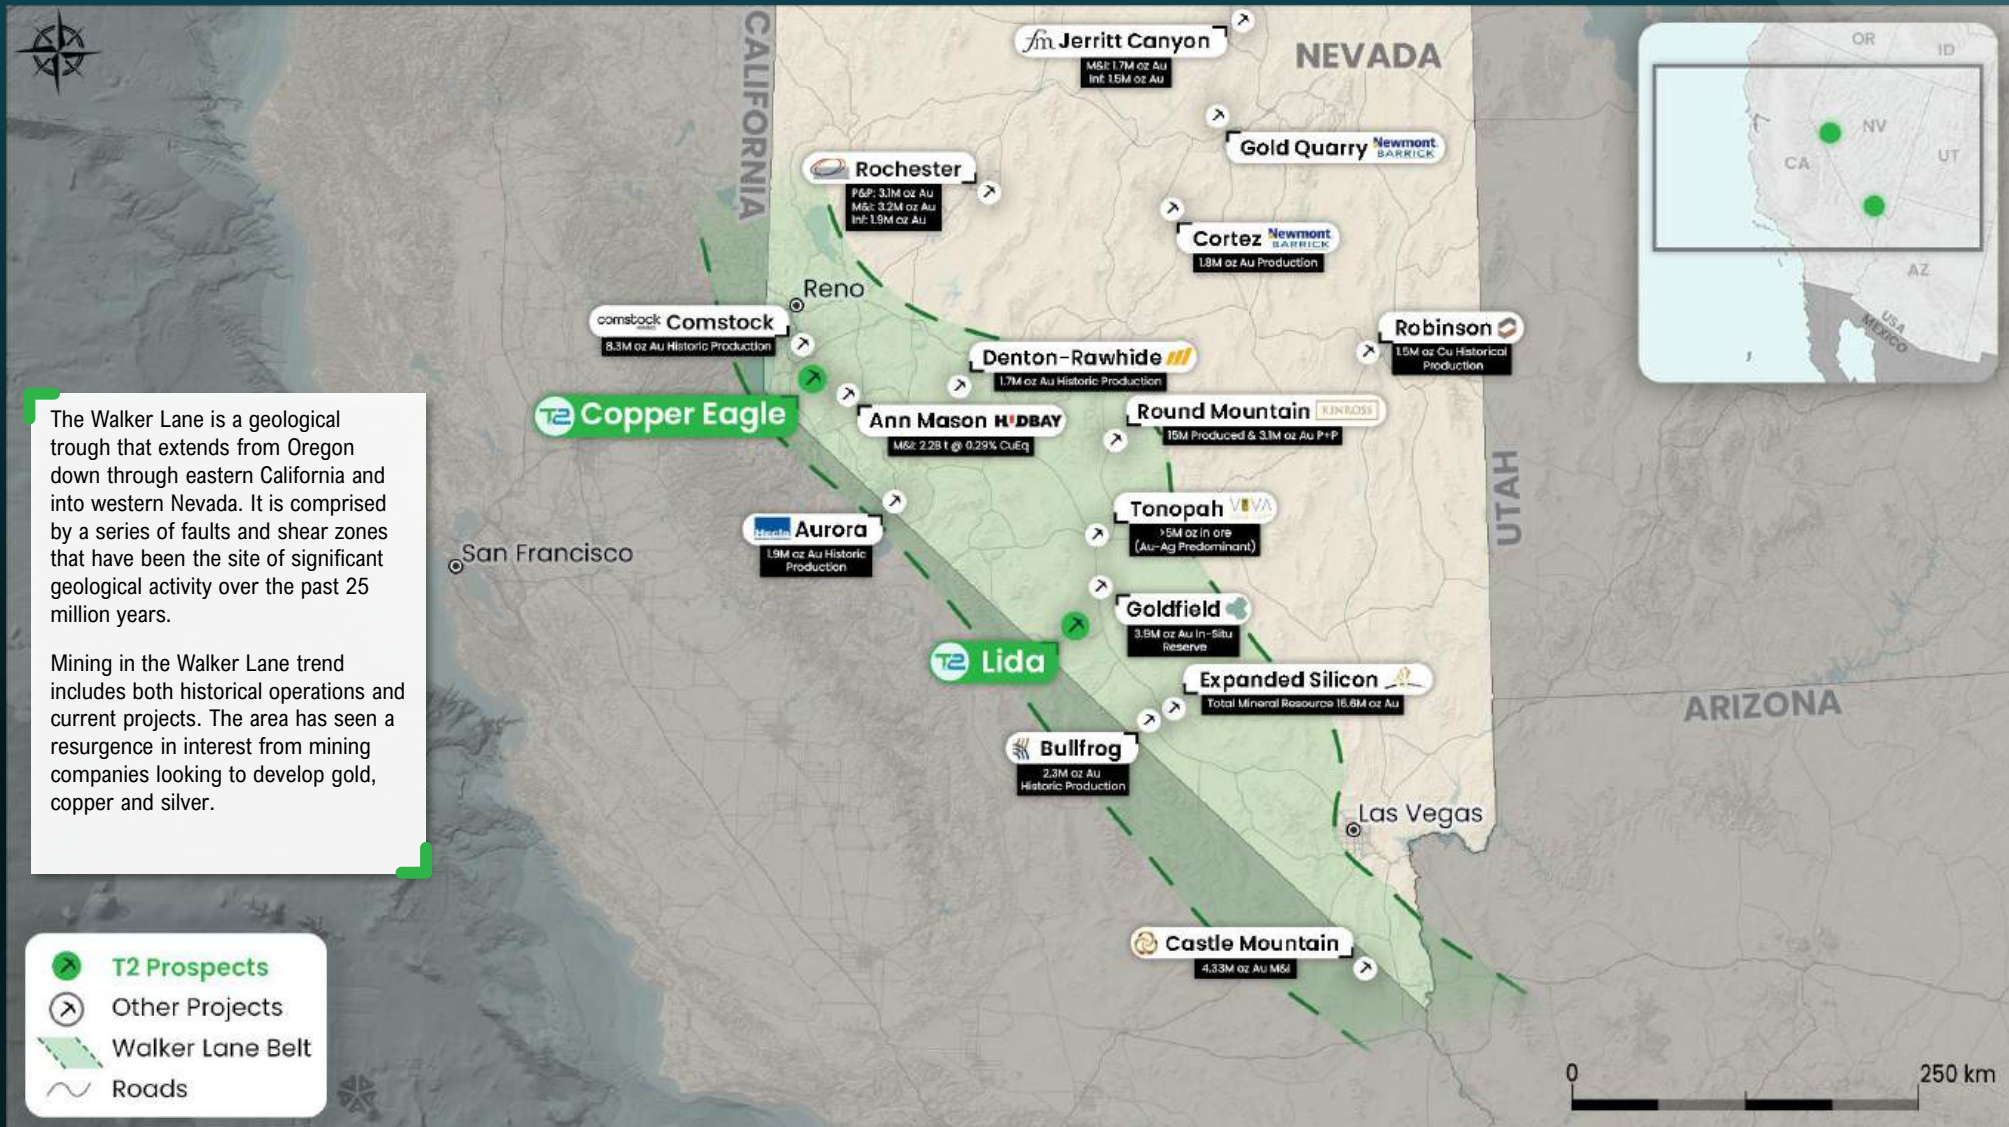 CALIFORNIA
NEVADA
fm Jerritt Canyon
M&I: 1.7M oz Au
Inf: 1.5M oz Au
Gold Quarry Newmont BARRICK
Rochester
P&P: 3.1M oz Au
M&I: 3.2M oz Au
Inf: 1.9M oz Au
Cortez Newmont BARRICK
1.8M oz Au Production
Reno
comstock Comstock
8.3M oz Au Historic Production
Robinson
1.5M oz Cu Historical
Production
Denton-Rawhide
1.7M oz Au Historic Production
T2 Copper Eagle
Ann Mason HUDBAY
M&I: 2.2B t @ 0.29% CuEq
Round Mountain KINROSS
15M Produced & 3.1M oz Au P+P
UTAH
Tonopah VIVA
>5M oz in ore
(Au-Ag Predominant)
Hecla Aurora
1.9M oz Au Historic
Production
San Francisco
Goldfield
oz Au In-Situ
Reserve
T2 Lida
Expanded Silicon
Total Mineral Resource 16.6M oz Au
ARIZONA
Bullfrog
2.3M oz Au
Historic Production
Las Vegas
Castle Mountain
4.33M oz Au M&I
OR
ID
NV
CA
UT
AZ
USA
MEXICO
The Walker Lane is a geological
trough that extends from Oregon
down through eastern California and
into western Nevada. It is comprised
by a series of faults and shear zones
that have been the site of significant
geological activity over the past 25
million years.
Mining in the Walker Lane trend
includes both historical operations and
current projects. The area has seen a
resurgence in interest from mining
companies looking to develop gold,
copper and silver.
T2 Prospects
Other Projects
Walker Lane Belt
Roads
0
250 km